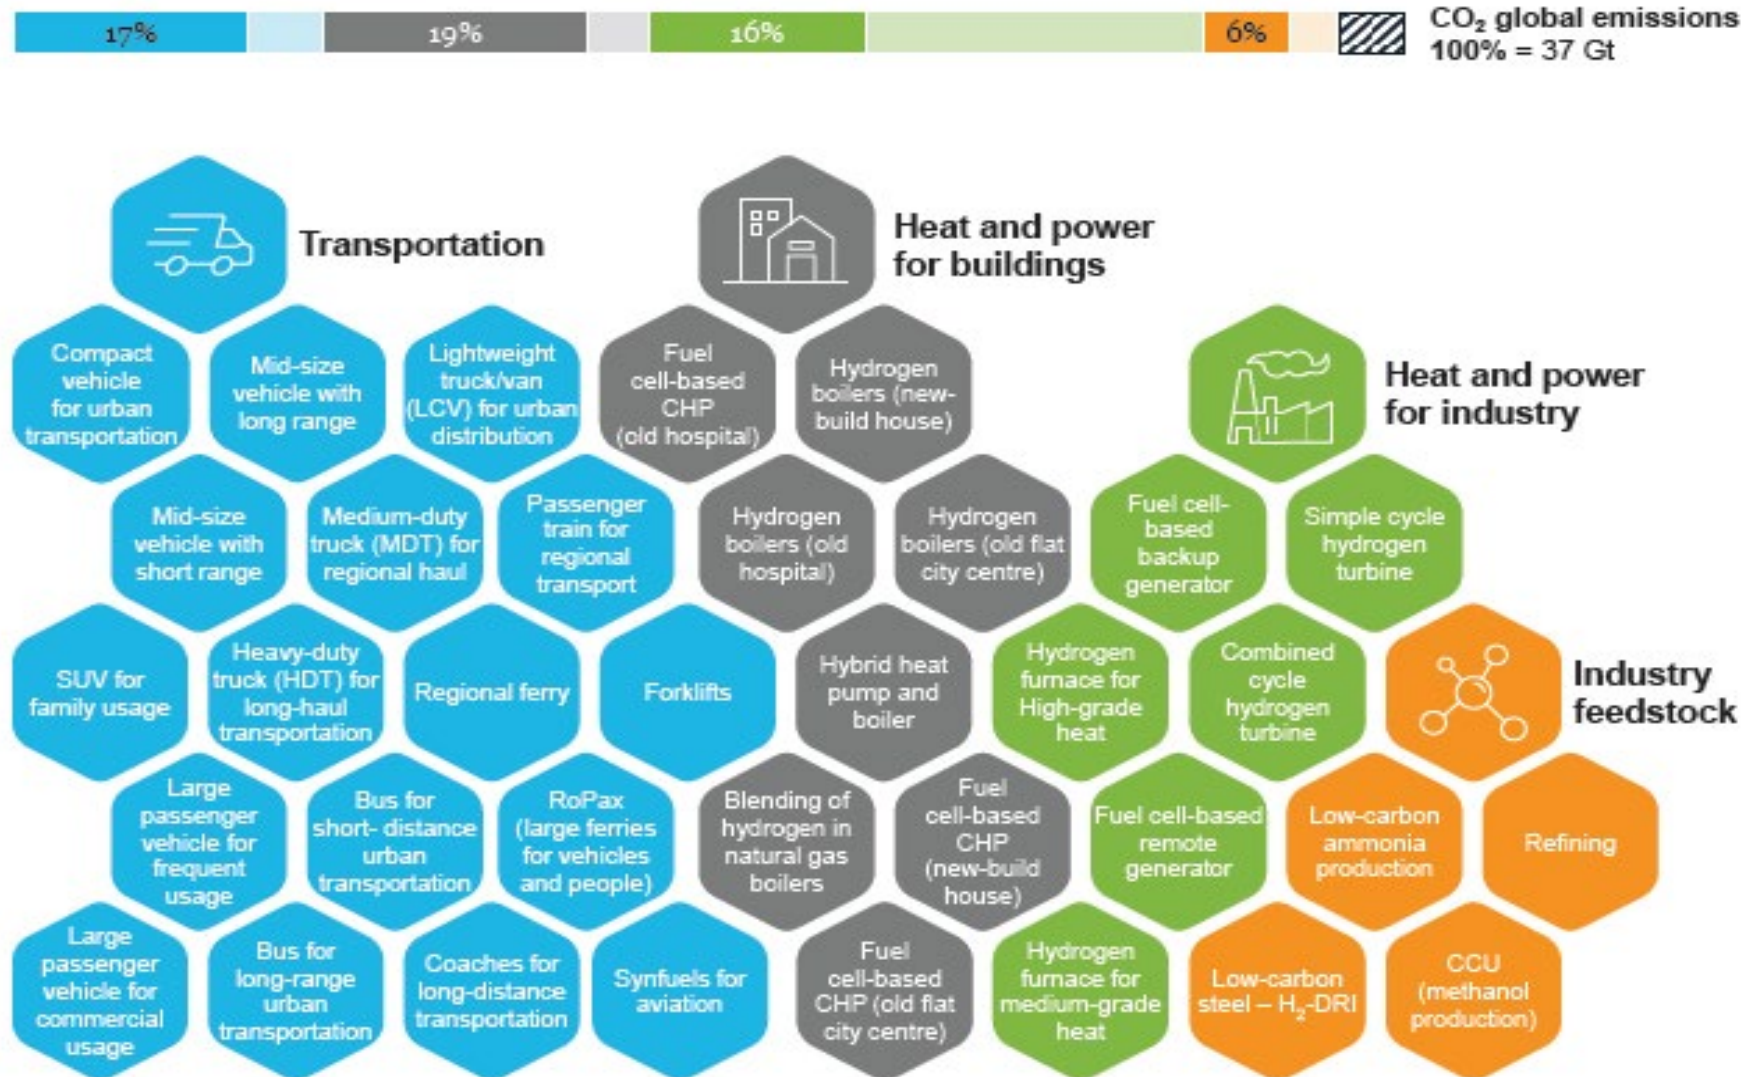 17%
19%
16%
6%
CO₂ global emissions
100% = 37 Gt
Transportation
Heat and power
for buildings
Heat and power
for industry
Industry
feedstock
Compact
vehicle
for urban
transportation
Mid-size
vehicle with
long range
Lightweight
truck/van
(LCV) for urban
distribution
Fuel
cell-based
CHP
(old hospital)
Hydrogen
boilers (new-
build house)
Mid-size
vehicle with
short range
Medium-duty
truck (MDT) for
regional haul
Passenger
train for
regional
transport
Hydrogen
boilers (old
hospital)
Hydrogen
boilers (old flat
city centre)
Fuel cell-
based
backup
generator
Simple cycle
hydrogen
turbine
SUV for
family usage
Heavy-duty
truck (HDT) for
long-haul
transportation
Regional ferry
Forklifts
Hybrid heat
pump and
boiler
Hydrogen
furnace for
High-grade
heat
Combined
cycle
hydrogen
turbine
Large
passenger
vehicle for
frequent
usage
Bus for
short- distance
urban
transportation
RoPax
(large ferries
for vehicles
and people)
Blending of
hydrogen in
natural gas
boilers
Fuel
cell-based
CHP
(new-build
house)
Fuel cell-based
remote
generator
Low-carbon
ammonia
production
Refining
Large
passenger
vehicle for
commercial
usage
Bus for
long-range
urban
transportation
Coaches for
long-distance
transportation
Synfuels for
aviation
Fuel
cell-based
CHP (old flat
city centre)
Hydrogen
furnace for
medium-grade
heat
Low-carbon
steel – H₂-DRI
CCU
(methanol
production)